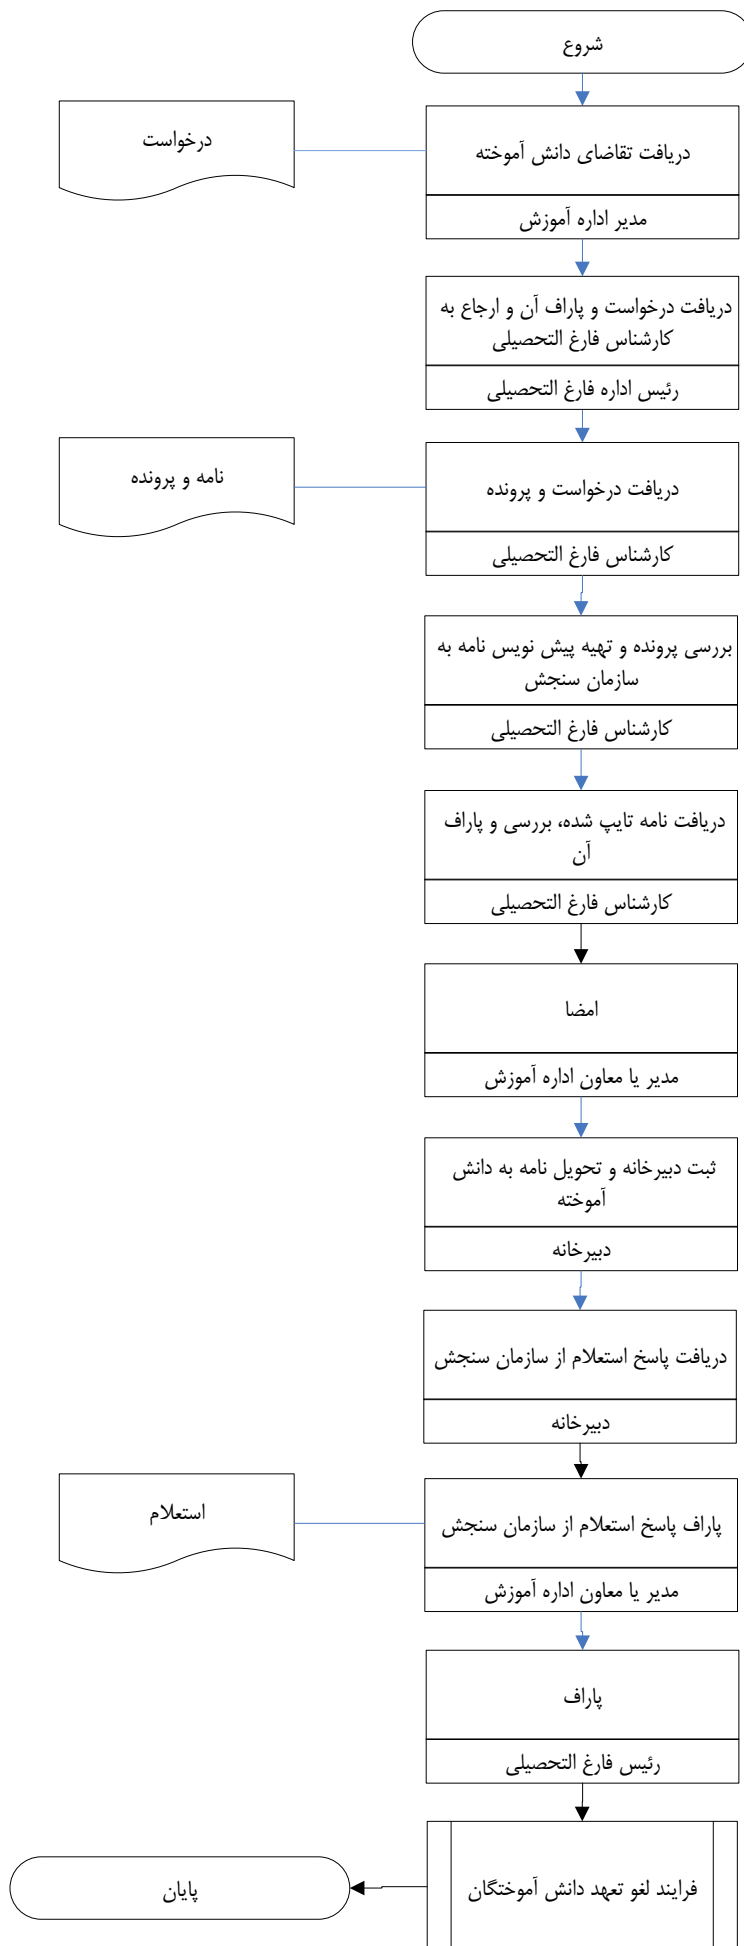 شروع
درخواست
دریافت تقاضای دانش آموخته
مدیر اداره آموزش
دریافت درخواست و پاراف آن و ارجاع به
کارشناس فارغ التحصیلی
رئیس اداره فارغ التحصیلی
نامه و پرونده
دریافت درخواست و پرونده
کارشناس فارغ التحصیلی
بررسی پرونده و تهیه پیش نویس نامه به
سازمان سنجش
کارشناس فارغ التحصیلی
دریافت نامه تایپ شده، بررسی و پاراف
آن
کارشناس فارغ التحصیلی
امضا
مدیر یا معاون اداره آموزش
ثبت دبیرخانه و تحویل نامه به دانش
آموخته
دبیرخانه
دریافت پاسخ استعلام از سازمان سنجش
دبیرخانه
استعلام
پاراف پاسخ استعلام از سازمان سنجش
مدیر یا معاون اداره آموزش
پاراف
رئیس فارغ التحصیلی
فرایند لغو تعهد دانش آموختگان
پایان